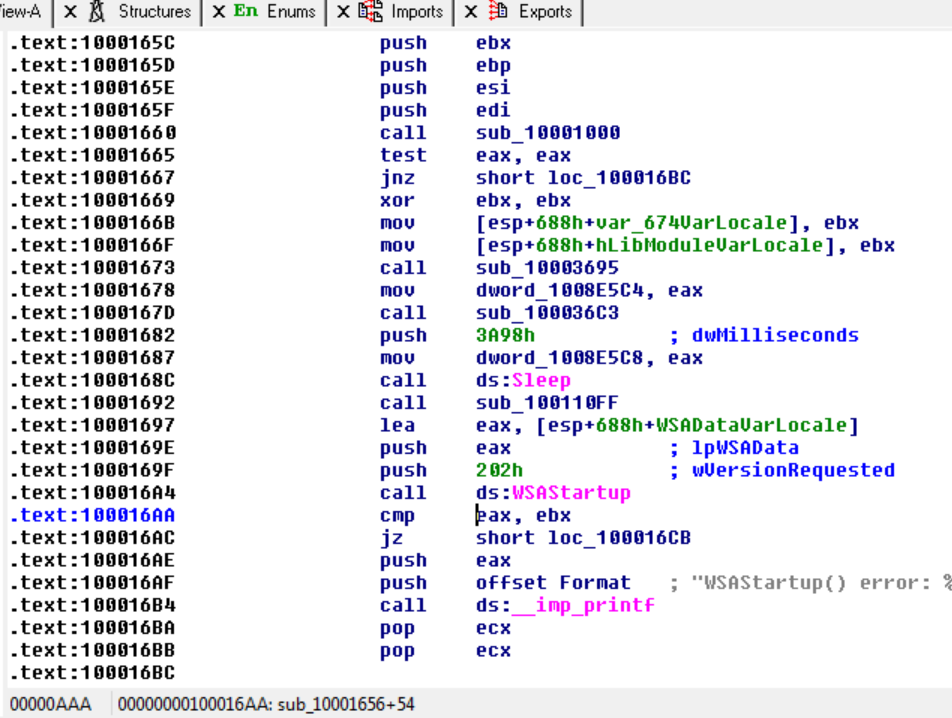 iew-A X Structures X En Enums X Imports X Exports
.text:1000165C push ebx
.text:1000165D push ebp
.text:1000165E push esi
.text:1000165F push edi
.text:10001660 call sub_10001000
.text:10001665 test eax, eax
.text:10001667 jnz short loc_100016BC
.text:10001669 xor ebx, ebx
.text:1000166B mov [esp+688h+var_674VarLocale], ebx
.text:1000166F mov [esp+688h+hLibModuleVarLocale], ebx
.text:10001673 call sub_10003695
.text:10001678 mov dword_1008E5C4, eax
.text:1000167D call sub_100036C3
.text:10001682 push 3A98h ; dwMilliseconds
.text:10001687 mov dword_1008E5C8, eax
.text:1000168C call ds:Sleep
.text:10001692 call sub_100110FF
.text:10001697 lea eax, [esp+688h+WSADataVarLocale]
.text:1000169E push eax ; lpWSAData
.text:1000169F push 202h ; wVersionRequested
.text:100016A4 call ds:WSAStartup
.text:100016AA cmp eax, ebx
.text:100016AC jz short loc_100016CB
.text:100016AE push eax
.text:100016AF push offset Format ; "WSAStartup() error: %
.text:100016B4 call ds:__imp_printf
.text:100016BA pop ecx
.text:100016BB pop ecx
.text:100016BC
00000AAA 00000000100016AA: sub_10001656+54